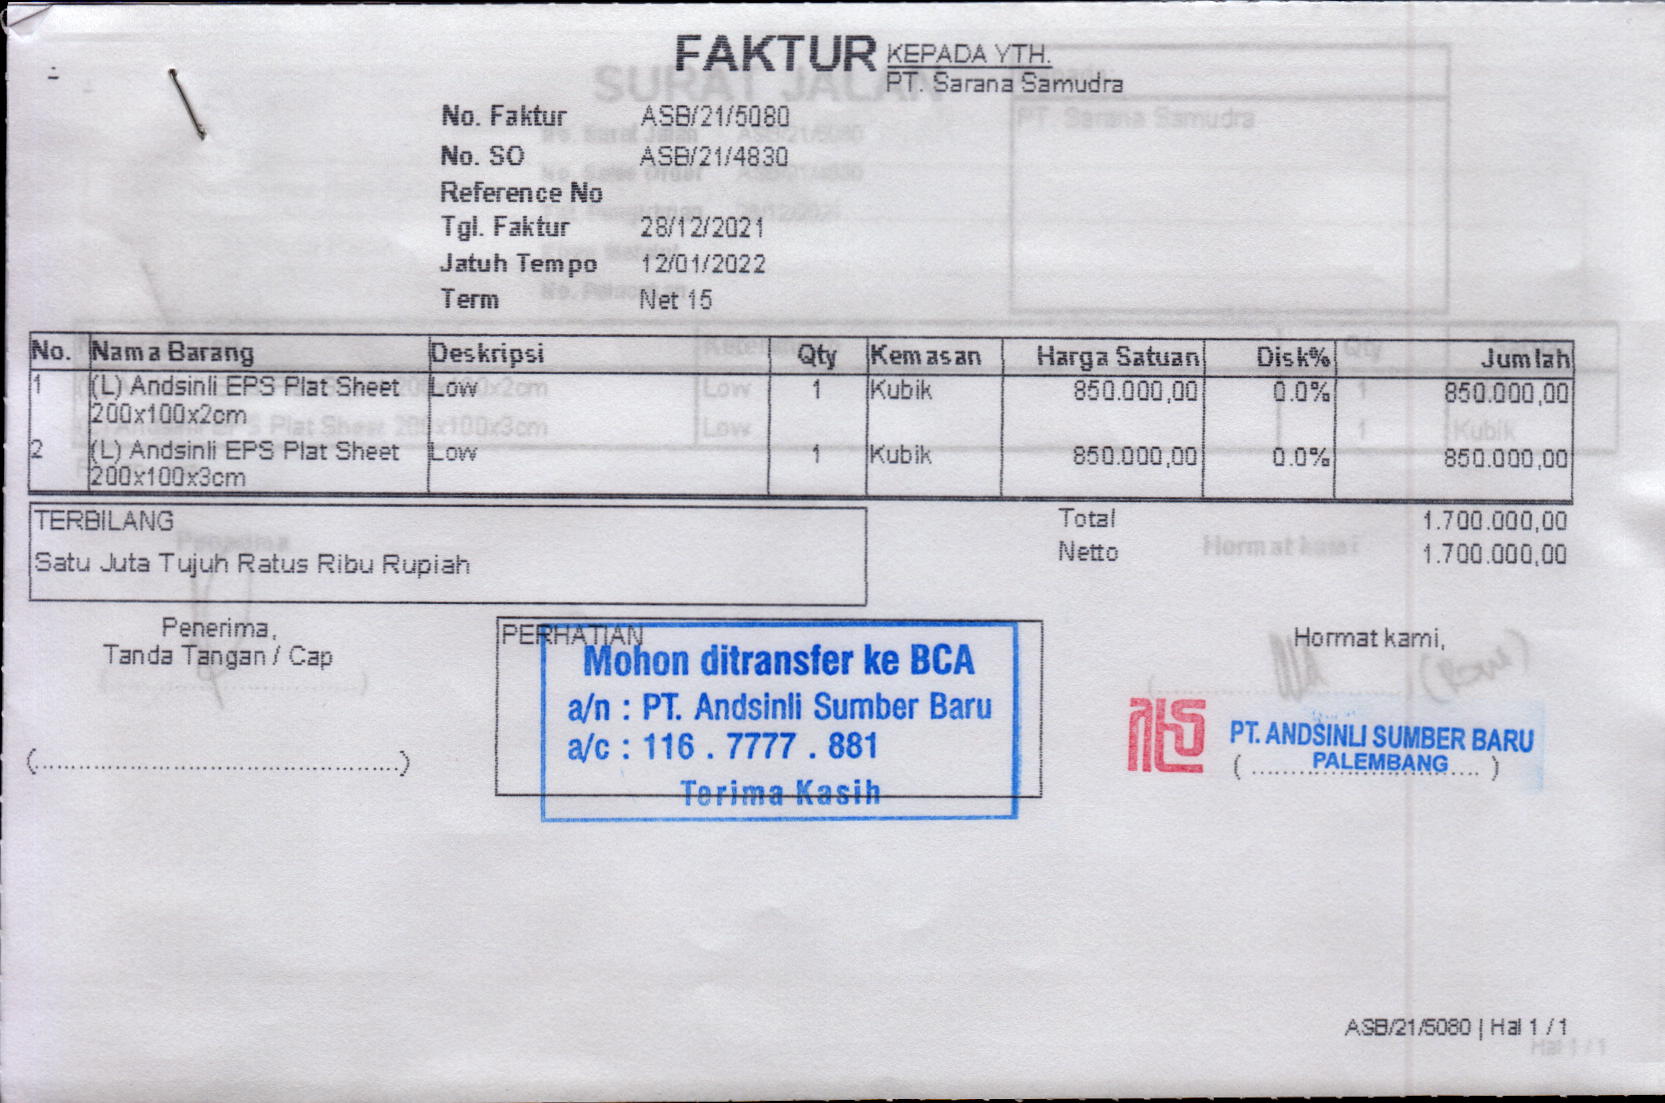 FAKTUR
KEPADA YTH.
PT. Sarana Samudra
No. Faktur ASB/21/5080
No. SO ASB/21/4830
Reference No
Tgl. Faktur 28/12/2021
Jatuh Tempo 12/01/2022
Term Net 15
No. Nama Barang Deskripsi Qty Kemasan Harga Satuan Disk% Jumlah
1 (L) Andsinli EPS Plat Sheet Low 1 Kubik 850.000,00 0.0% 850.000,00
200x100x2cm
2 (L) Andsinli EPS Plat Sheet Low 1 Kubik 850.000,00 0.0% 850.000,00
200x100x3cm
TERBILANG
Satu Juta Tujuh Ratus Ribu Rupiah
Total 1.700.000,00
Netto 1.700.000,00
Penerima,
Tanda Tangan / Cap
(................................................)
PERHATIAN
Mohon ditransfer ke BCA
a/n : PT. Andsinli Sumber Baru
a/c : 116 . 7777 . 881
Terima Kasih
Hormat kami,
PT. ANDSINLI SUMBER BARU
PALEMBANG
( .............................. )
ASB/21/5080 | Hal 1 / 1